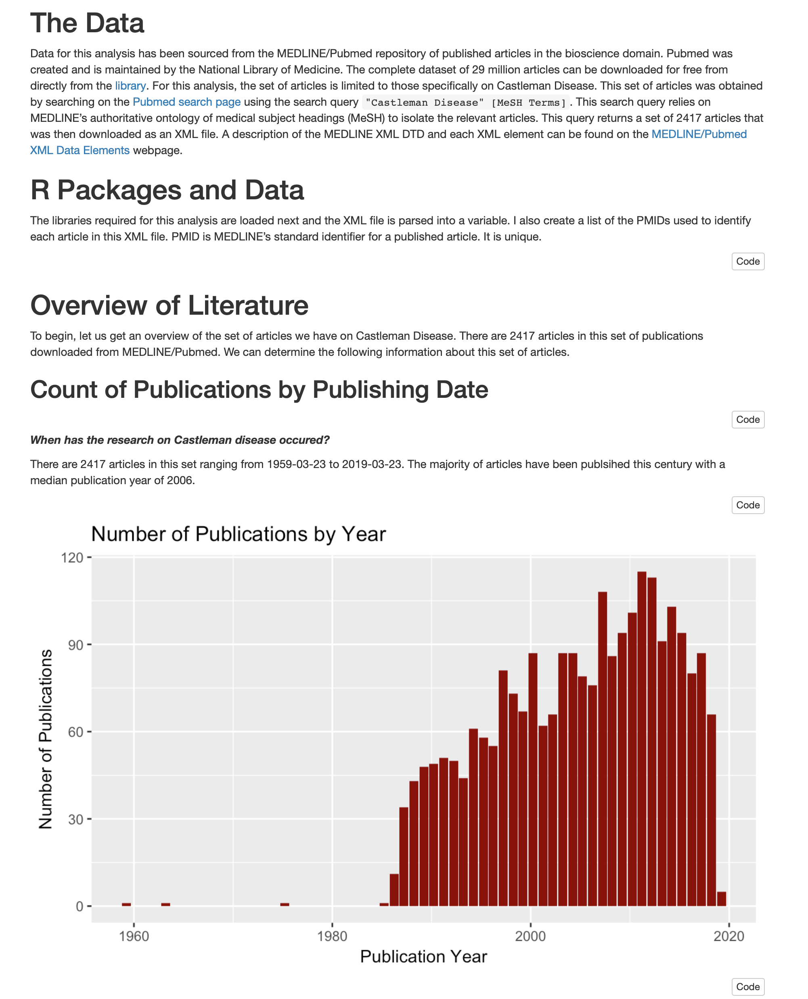 The Data
Data for this analysis has been sourced from the MEDLINE/Pubmed repository of published articles in the bioscience domain. Pubmed was
created and is maintained by the National Library of Medicine. The complete dataset of 29 million articles can be downloaded for free from
directly from the library. For this analysis, the set of articles is limited to those specifically on Castleman Disease. This set of articles was obtained
by searching on the Pubmed search page using the search query "Castleman Disease" [MeSH Terms]. This search query relies on
MEDLINE’s authoritative ontology of medical subject headings (MeSH) to isolate the relevant articles. This query returns a set of 2417 articles that
was then downloaded as an XML file. A description of the MEDLINE XML DTD and each XML element can be found on the MEDLINE/Pubmed
XML Data Elements webpage.
R Packages and Data
The libraries required for this analysis are loaded next and the XML file is parsed into a variable. I also create a list of the PMIDs used to identify
each article in this XML file. PMID is MEDLINE’s standard identifier for a published article. It is unique.
Code
Overview of Literature
To begin, let us get an overview of the set of articles we have on Castleman Disease. There are 2417 articles in this set of publications
downloaded from MEDLINE/Pubmed. We can determine the following information about this set of articles.
Count of Publications by Publishing Date
Code
When has the research on Castleman disease occured?
There are 2417 articles in this set ranging from 1959-03-23 to 2019-03-23. The majority of articles have been publsihed this century with a
median publication year of 2006.
Code
Number of Publications by Year
120
90
60
30
0
Number of Publications
1960 1980 2000 2020
Publication Year
Code